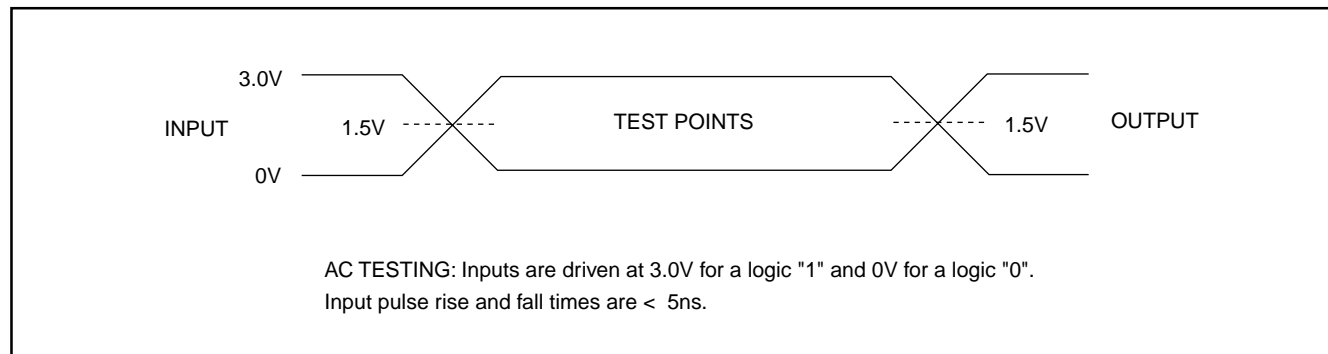 3.0V
INPUT 1.5V TEST POINTS 1.5V OUTPUT
0V
AC TESTING: Inputs are driven at 3.0V for a logic "1" and 0V for a logic "0".
Input pulse rise and fall times are < 5ns.